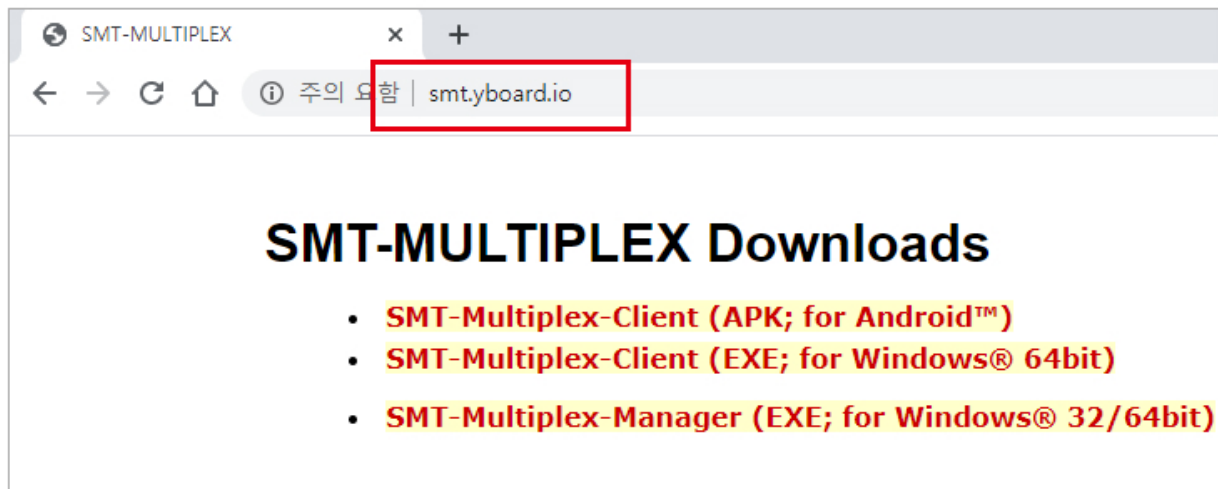 SMT-MULTIPLEX
주의 요함 smt.yboard.io
SMT-MULTIPLEX Downloads
SMT-Multiplex-Client (APK; for Android™)
SMT-Multiplex-Client (EXE; for Windows® 64bit)
SMT-Multiplex-Manager (EXE; for Windows® 32/64bit)